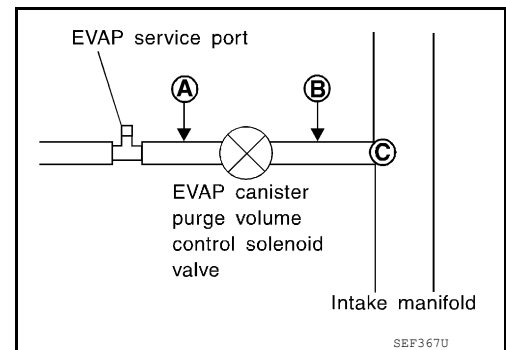 EVAP service port
A
B
C
EVAP canister
purge volume
control solenoid
valve
Intake manifold
SEF367U